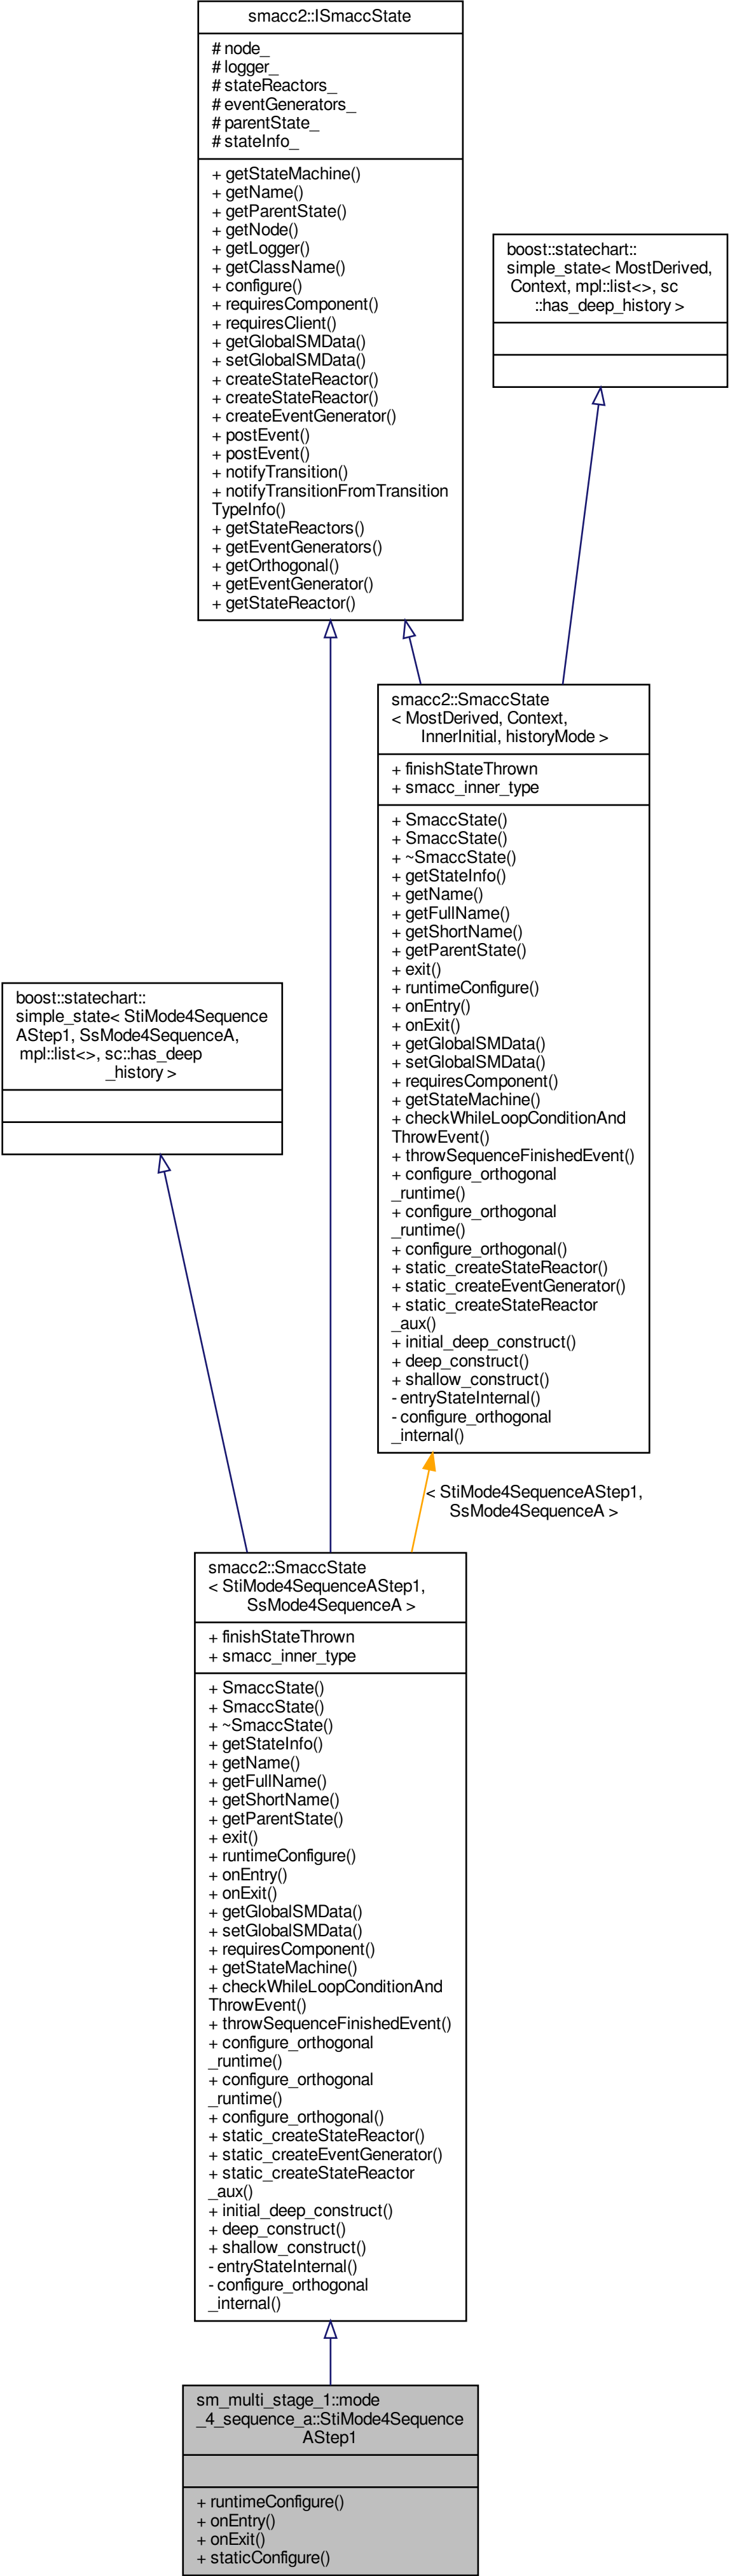 smacc2::ISmaccState
# node_
# logger_
# stateReactors_
# eventGenerators_
# parentState_
# stateInfo_
+ getStateMachine()
+ getName()
+ getParentState()
+ getNode()
+ getLogger()
+ getClassName()
+ configure()
+ requiresComponent()
+ requiresClient()
+ getGlobalSMData()
+ setGlobalSMData()
+ createStateReactor()
+ createStateReactor()
+ createEventGenerator()
+ postEvent()
+ postEvent()
+ notifyTransition()
+ notifyTransitionFromTransition
TypeInfo()
+ getStateReactors()
+ getEventGenerators()
+ getOrthogonal()
+ getEventGenerator()
+ getStateReactor()
boost::statechart::
simple_state< MostDerived,
Context, mpl::list<>, sc
::has_deep_history >
smacc2::SmaccState
< MostDerived, Context,
InnerInitial, historyMode >
+ finishStateThrown
+ smacc_inner_type
+ SmaccState()
+ SmaccState()
+ ~SmaccState()
+ getStateInfo()
+ getName()
+ getFullName()
+ getShortName()
+ getParentState()
+ exit()
+ runtimeConfigure()
+ onEntry()
+ onExit()
+ getGlobalSMData()
+ setGlobalSMData()
+ requiresComponent()
+ getStateMachine()
+ checkWhileLoopConditionAnd
ThrowEvent()
+ throwSequenceFinishedEvent()
+ configure_orthogonal
_runtime()
+ configure_orthogonal
_runtime()
+ configure_orthogonal()
+ static_createStateReactor()
+ static_createEventGenerator()
+ static_createStateReactor
_aux()
+ initial_deep_construct()
+ deep_construct()
+ shallow_construct()
- entryStateInternal()
- configure_orthogonal
_internal()
boost::statechart::
simple_state< StiMode4Sequence
AStep1, SsMode4SequenceA,
mpl::list<>, sc::has_deep
_history >
< StiMode4SequenceAStep1,
SsMode4SequenceA >
smacc2::SmaccState
< StiMode4SequenceAStep1,
SsMode4SequenceA >
+ finishStateThrown
+ smacc_inner_type
+ SmaccState()
+ SmaccState()
+ ~SmaccState()
+ getStateInfo()
+ getName()
+ getFullName()
+ getShortName()
+ getParentState()
+ exit()
+ runtimeConfigure()
+ onEntry()
+ onExit()
+ getGlobalSMData()
+ setGlobalSMData()
+ requiresComponent()
+ getStateMachine()
+ checkWhileLoopConditionAnd
ThrowEvent()
+ throwSequenceFinishedEvent()
+ configure_orthogonal
_runtime()
+ configure_orthogonal
_runtime()
+ configure_orthogonal()
+ static_createStateReactor()
+ static_createEventGenerator()
+ static_createStateReactor
_aux()
+ initial_deep_construct()
+ deep_construct()
+ shallow_construct()
- entryStateInternal()
- configure_orthogonal
_internal()
sm_multi_stage_1::mode
_4_sequence_a::StiMode4Sequence
AStep1
+ runtimeConfigure()
+ onEntry()
+ onExit()
+ staticConfigure()